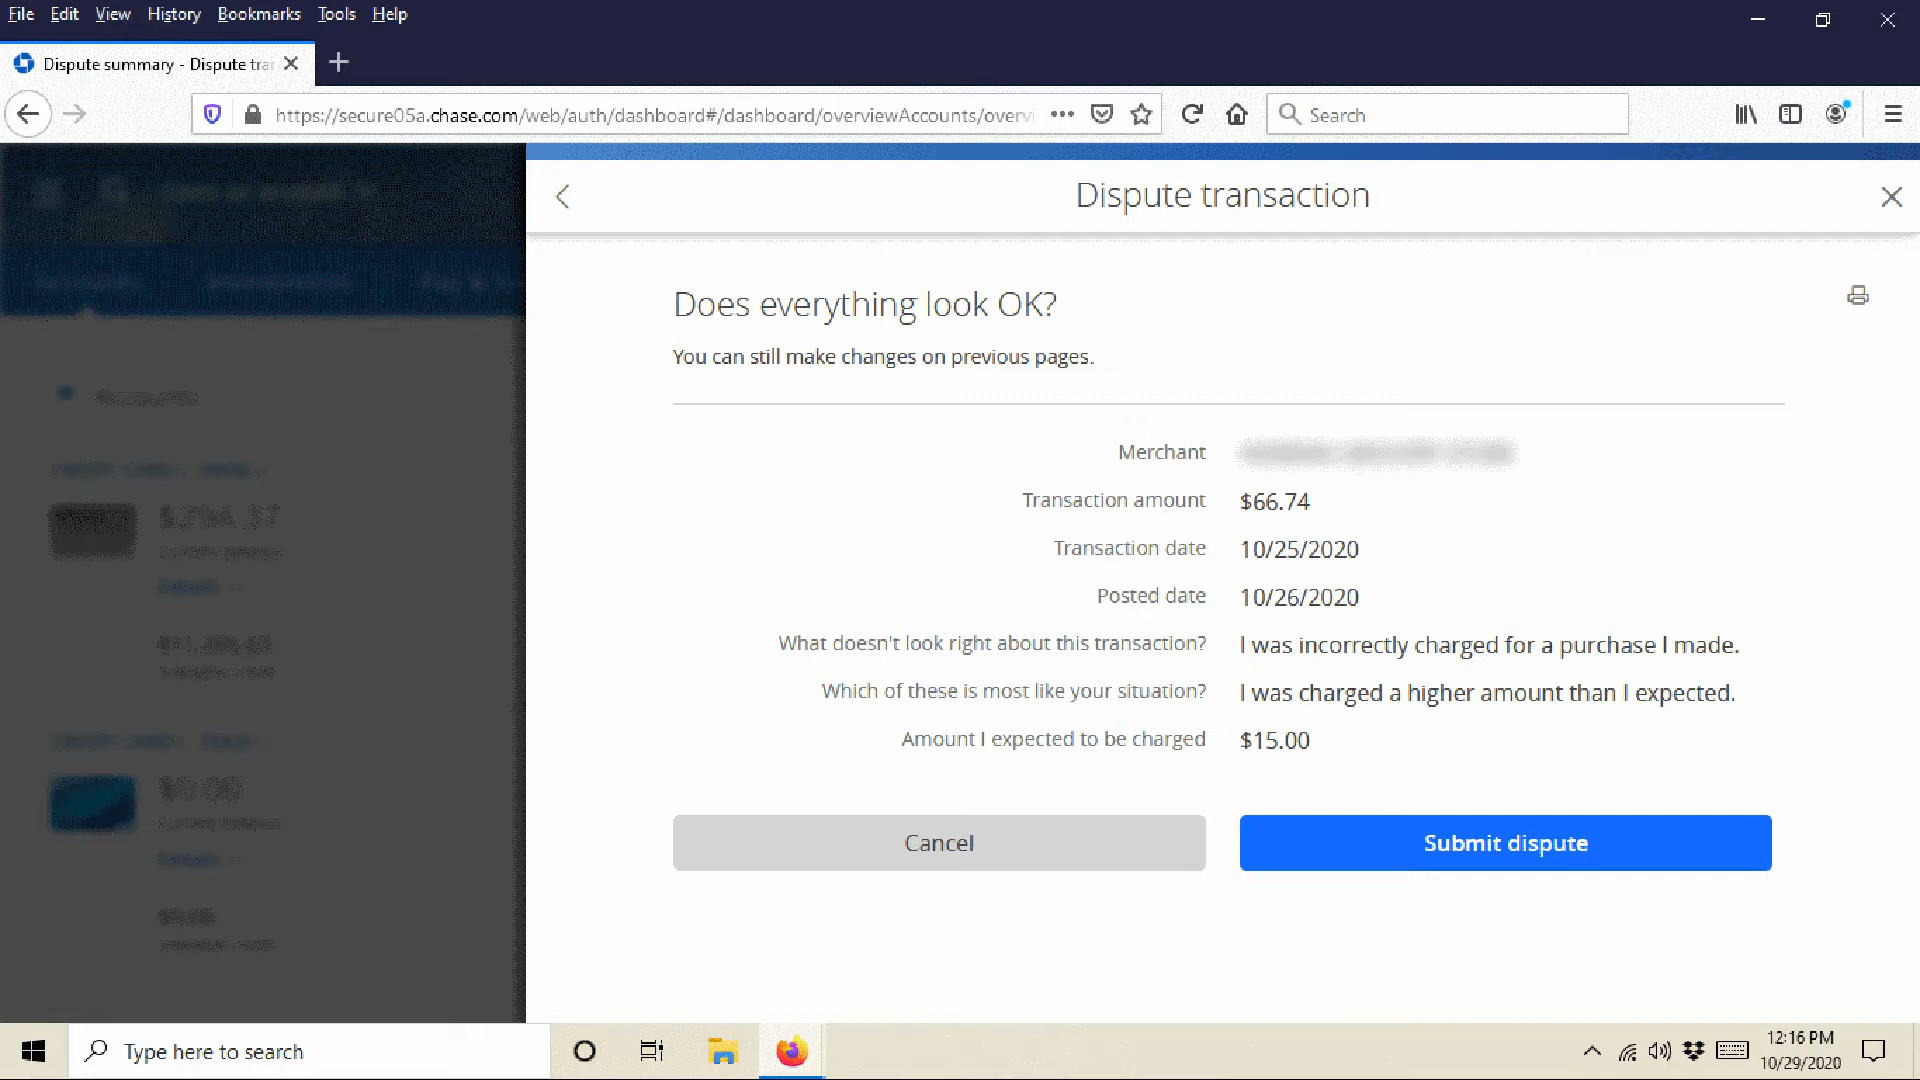 File Edit View History Bookmarks Tools Help
Dispute summary - Dispute tra
https://secure05a.chase.com/web/auth/dashboard#/dashboard/overviewAccounts/overvi
Search
Dispute transaction
Does everything look OK?
You can still make changes on previous pages.
Merchant
Transaction amount $66.74
Transaction date 10/25/2020
Posted date 10/26/2020
What doesn't look right about this transaction? I was incorrectly charged for a purchase I made.
Which of these is most like your situation? I was charged a higher amount than I expected.
Amount I expected to be charged $15.00
Cancel Submit dispute
Type here to search
12:16 PM
10/29/2020